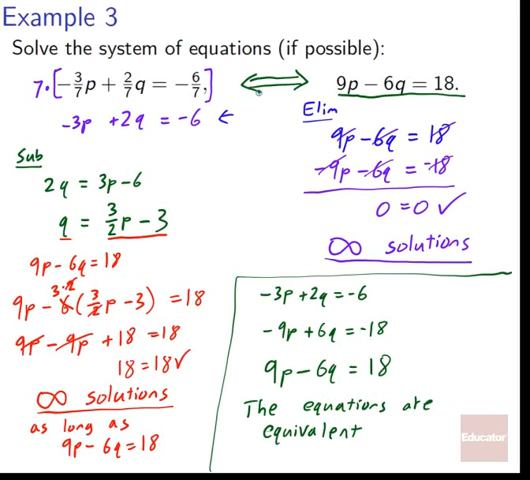 Example 3
Solve the system of equations (if possible):
7·[-3/7p + 2/7q = -6/7,] ⟺ 9p − 6q = 18.
-3p + 2q = -6 ←
Sub
2q = 3p - 6
q = 3/2p - 3
9p - 6q = 18
3·2
9p - 6(3/2p - 3) = 18
9p - 9p + 18 = 18
18 = 18 ✓
∞ solutions
as long as
9p - 6q = 18
Elim
9p - 6q = 18
-9p - 6q = -18
0 = 0 ✓
∞ solutions
-3p + 2q = -6
-9p + 6q = -18
9p - 6q = 18
The equations are
equivalent
Educator